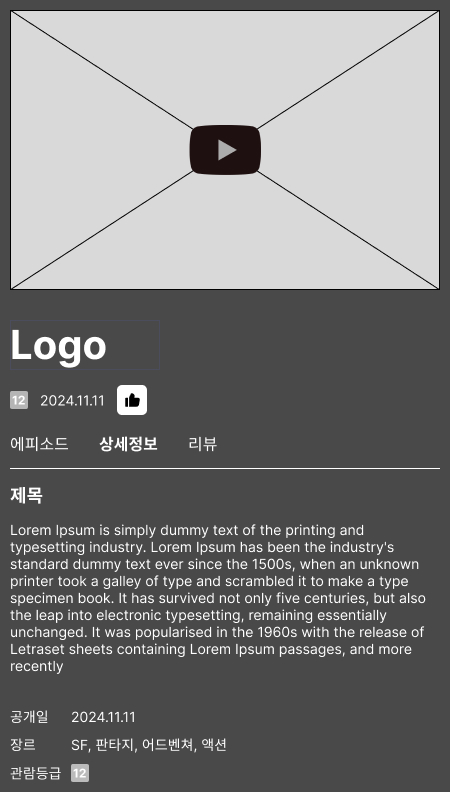 Logo
12 2024.11.11
에피소드 상세정보 리뷰
제목
Lorem Ipsum is simply dummy text of the printing and
typesetting industry. Lorem Ipsum has been the industry's
standard dummy text ever since the 1500s, when an unknown
printer took a galley of type and scrambled it to make a type
specimen book. It has survived not only five centuries, but also
the leap into electronic typesetting, remaining essentially
unchanged. It was popularised in the 1960s with the release of
Letraset sheets containing Lorem Ipsum passages, and more
recently
공개일 2024.11.11
장르 SF, 판타지, 어드벤쳐, 액션
관람등급 12